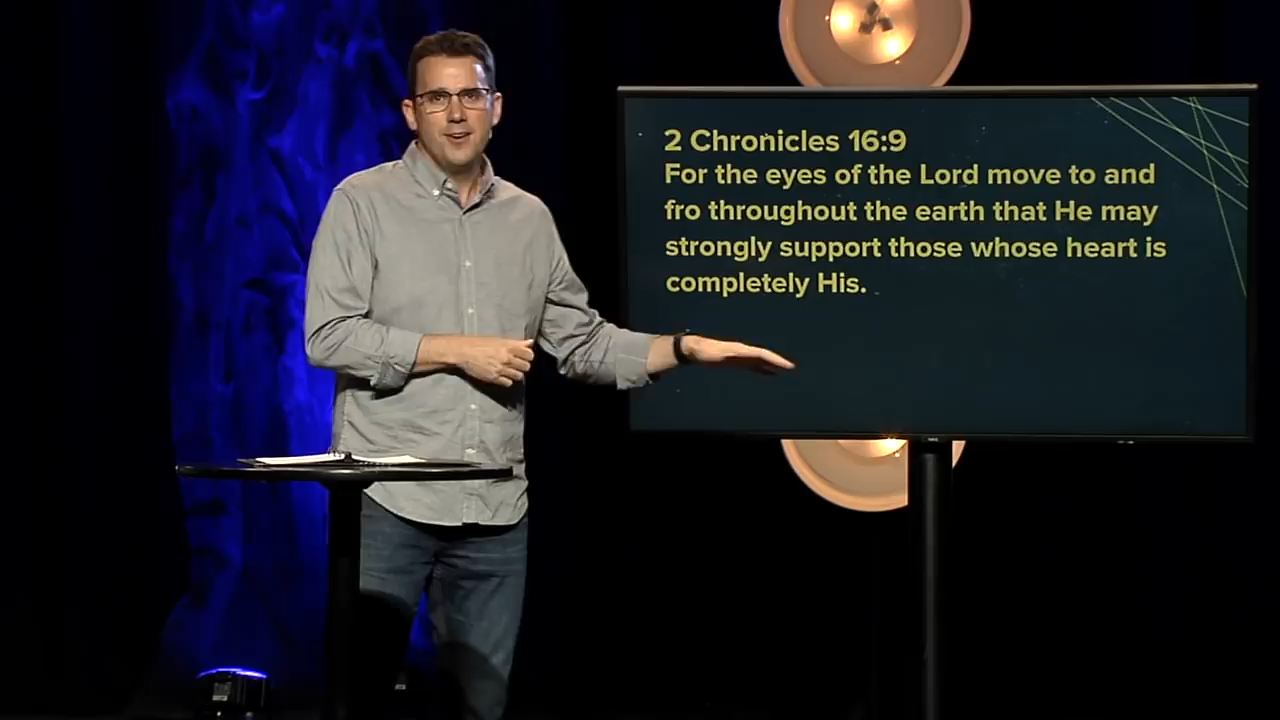 2 Chronicles 16:9
For the eyes of the Lord move to and
fro throughout the earth that He may
strongly support those whose heart is
completely His.